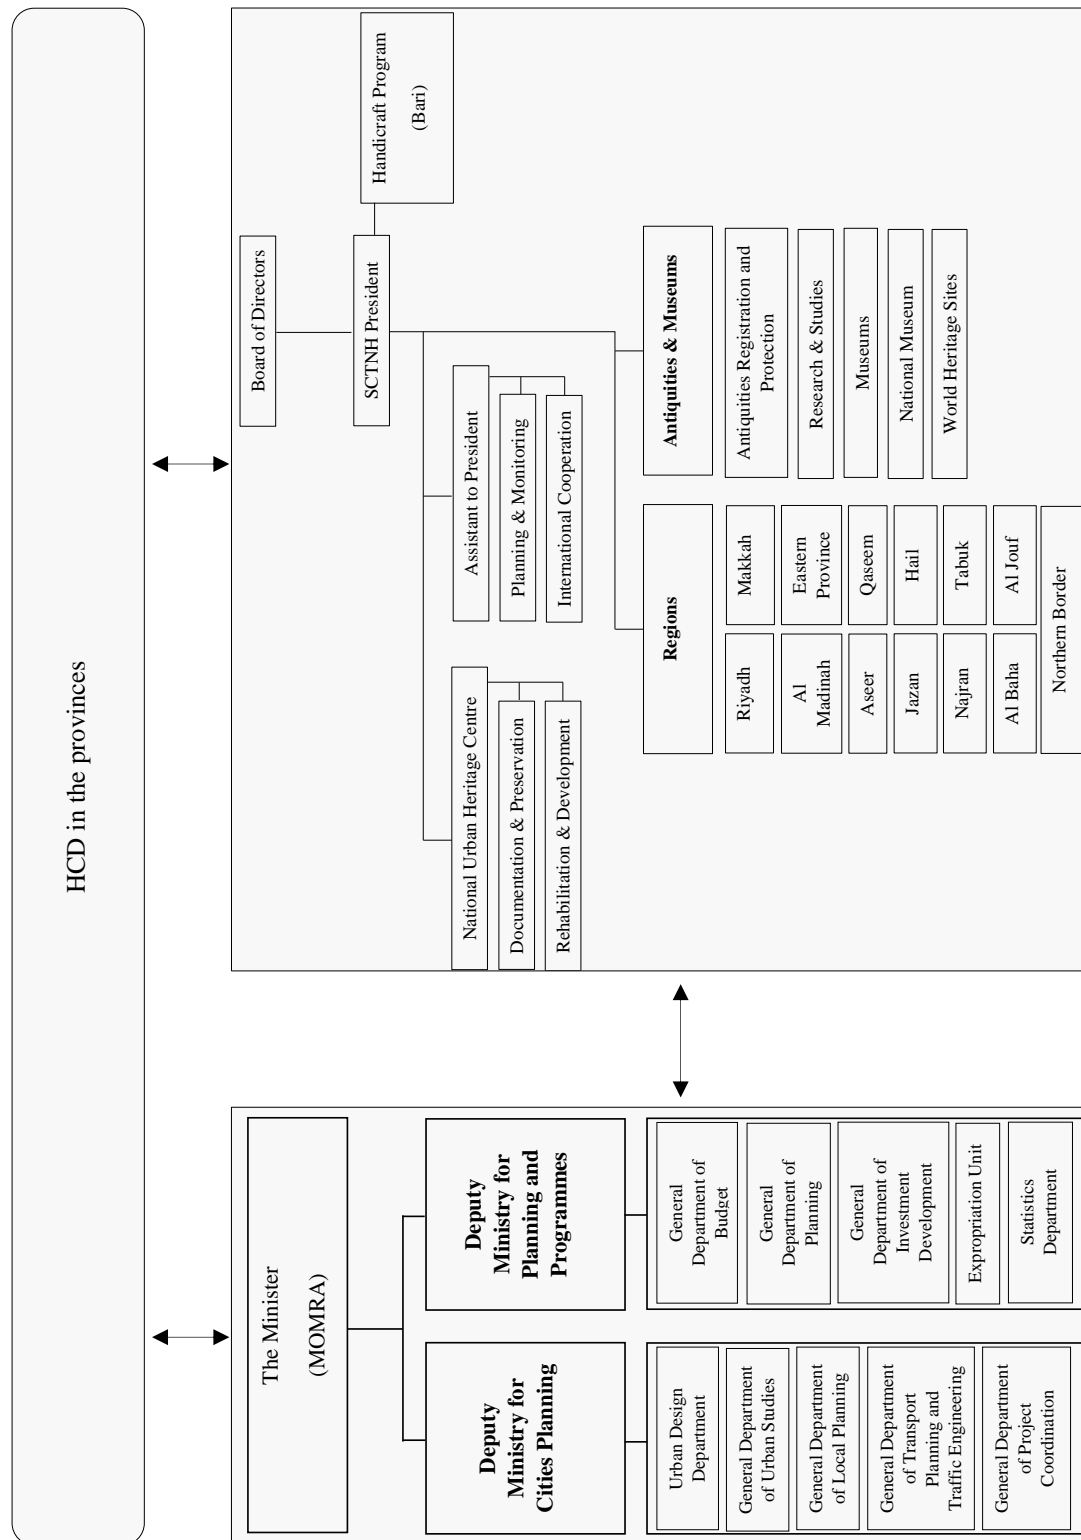 HCD in the provinces
The Minister
(MOMRA)
Deputy
Ministry for
Cities Planning
Urban Design
Department
General Department
of Urban Studies
General Department
of Local Planning
General Department
of Transport
Planning and
Traffic Engineering
General Department
of Project
Coordination
Deputy
Ministry for
Planning and
Programmes
General
Department of
Budget
General
Department of
Planning
General
Department of
Investment
Development
Expropriation Unit
Statistics
Department
Board of Directors
SCTNH President
Handicraft Program
(Bari)
National Urban Heritage Centre
Documentation & Preservation
Rehabilitation & Development
Assistant to President
Planning & Monitoring
International Cooperation
Regions
Riyadh
Makkah
Al
Madinah
Eastern
Province
Aseer
Qaseem
Jazan
Hail
Najran
Tabuk
Al Baha
Al Jouf
Northern Border
Antiquities & Museums
Antiquities Registration and
Protection
Research & Studies
Museums
National Museum
World Heritage Sites